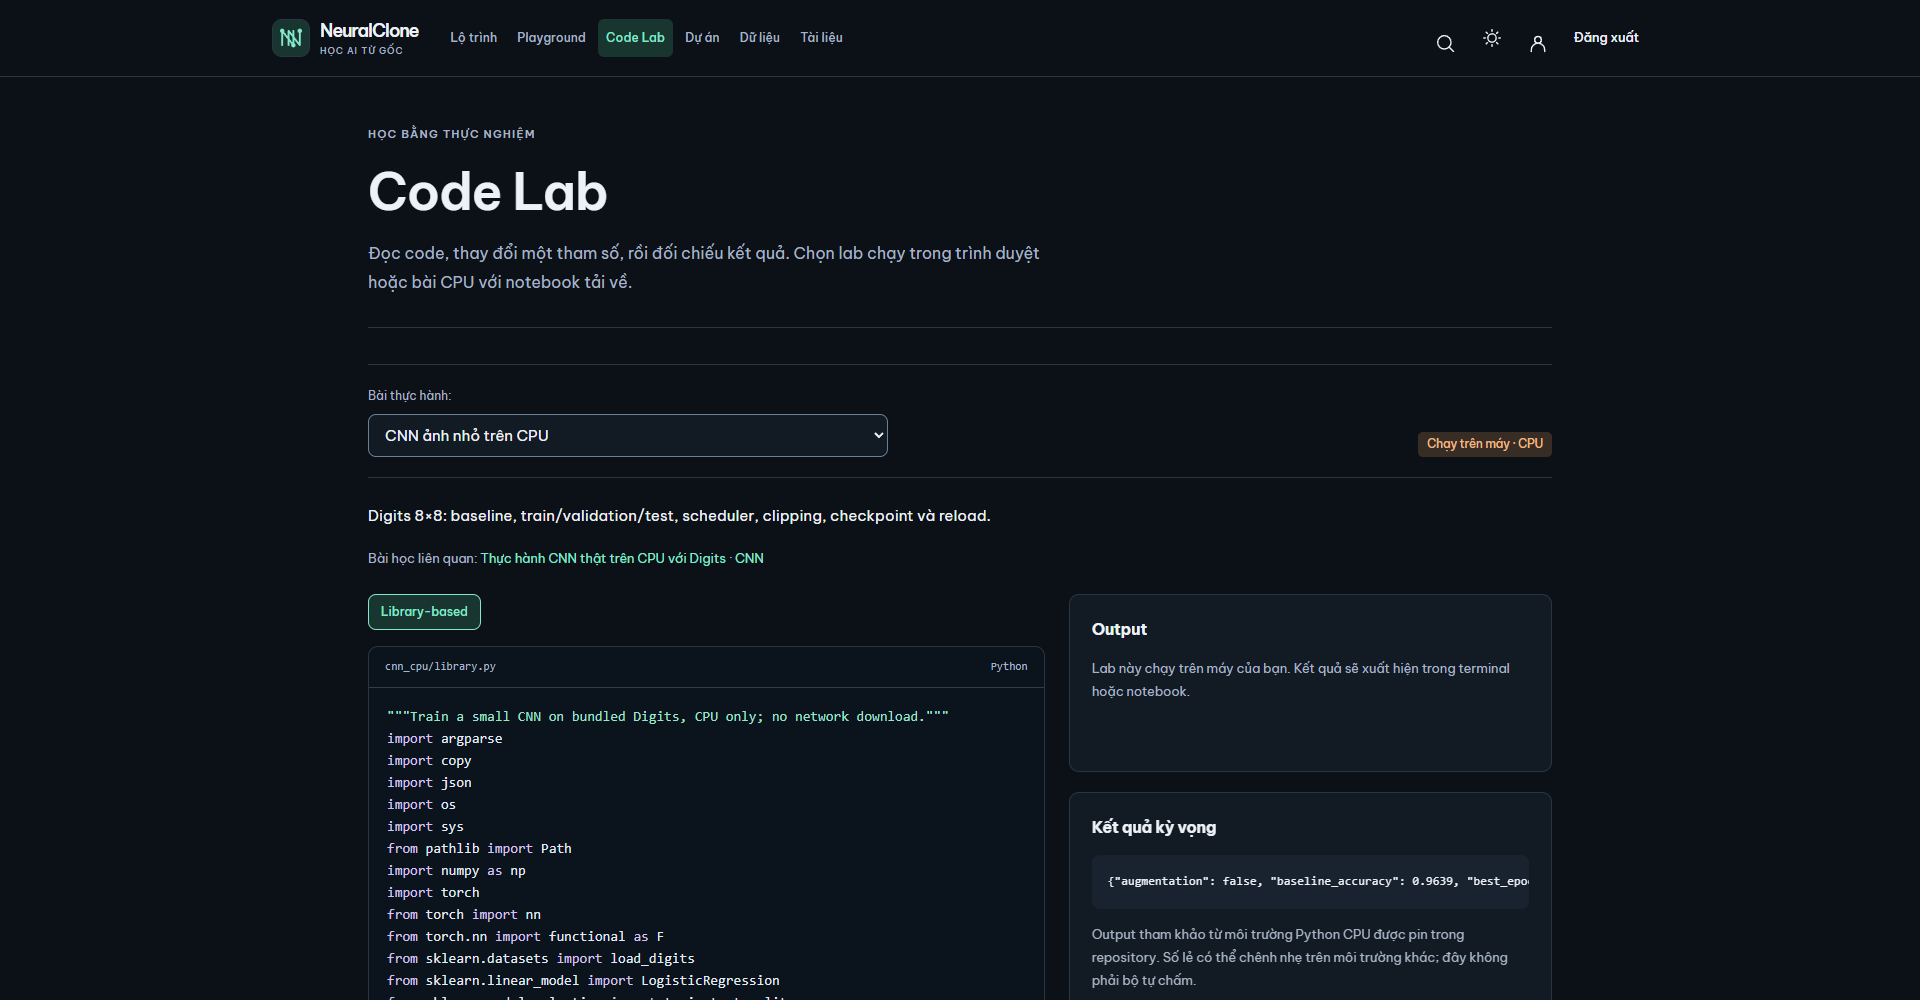 NeuralClone
HỌC AI TỪ GỐC
Lộ trình
Playground
Code Lab
Dự án
Dữ liệu
Tài liệu
Đăng xuất
HỌC BẰNG THỰC NGHIỆM
Code Lab
Đọc code, thay đổi một tham số, rồi đối chiếu kết quả. Chọn lab chạy trong trình duyệt
hoặc bài CPU với notebook tải về.
Bài thực hành:
CNN ảnh nhỏ trên CPU
Chạy trên máy · CPU
Digits 8×8: baseline, train/validation/test, scheduler, clipping, checkpoint và reload.
Bài học liên quan: Thực hành CNN thật trên CPU với Digits · CNN
Library-based
cnn_cpu/library.py
Python
"""Train a small CNN on bundled Digits, CPU only; no network download."""
import argparse
import copy
import json
import os
import sys
from pathlib import Path
import numpy as np
import torch
from torch import nn
from torch.nn import functional as F
from sklearn.datasets import load_digits
from sklearn.linear_model import LogisticRegression
Output
Lab này chạy trên máy của bạn. Kết quả sẽ xuất hiện trong terminal
hoặc notebook.
Kết quả kỳ vọng
{"augmentation": false, "baseline_accuracy": 0.9639, "best_epo
Output tham khảo từ môi trường Python CPU được pin trong
repository. Số lẻ có thể chênh nhẹ trên môi trường khác; đây không
phải bộ tự chấm.